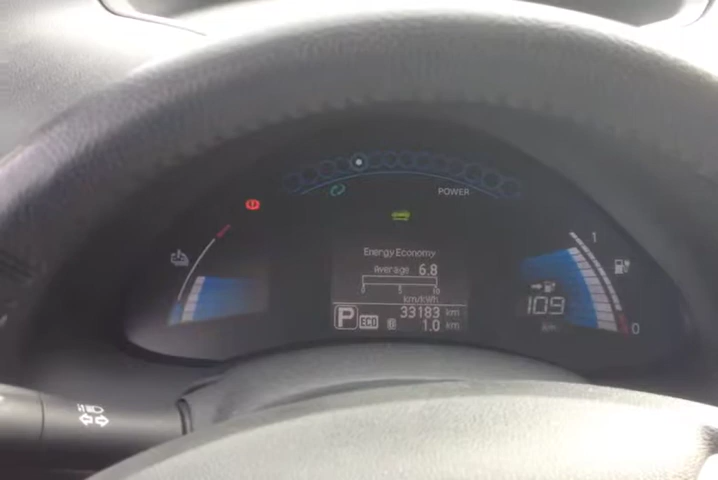 POWER
Energy Economy
Average 6.8
0 5 10
km/kWh
P ECO 33183 km
1.0 km
1
109
km
0